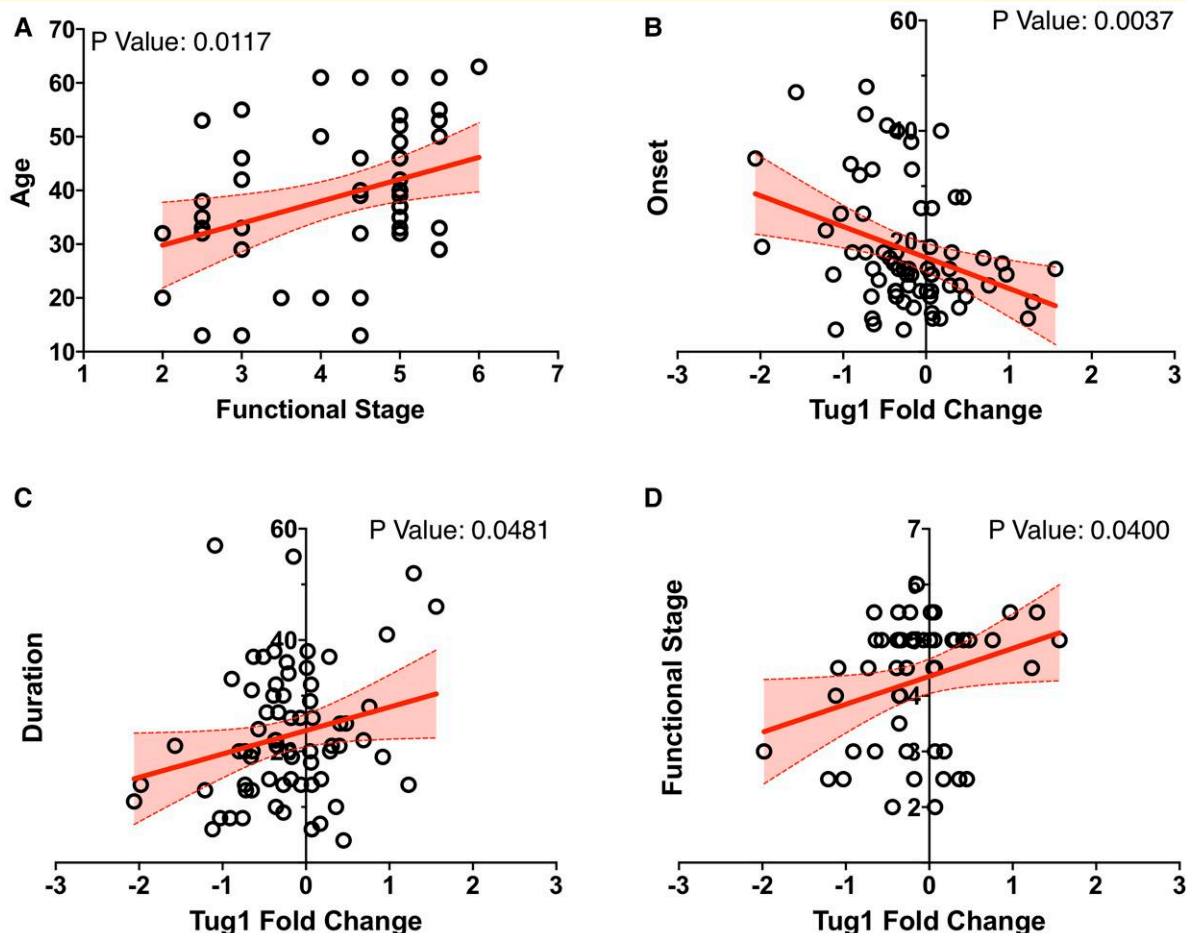 A
P Value: 0.0117
70
60
50
40
30
20
10
Age
1 2 3 4 5 6 7
Functional Stage
B
P Value: 0.0037
60
40
20
Onset
-3 -2 -1 0 1 2 3
Tug1 Fold Change
C
P Value: 0.0481
60
40
Duration
-3 -2 -1 0 1 2 3
Tug1 Fold Change
D
P Value: 0.0400
7
6
4
3
2
Functional Stage
-3 -2 -1 0 1 2 3
Tug1 Fold Change